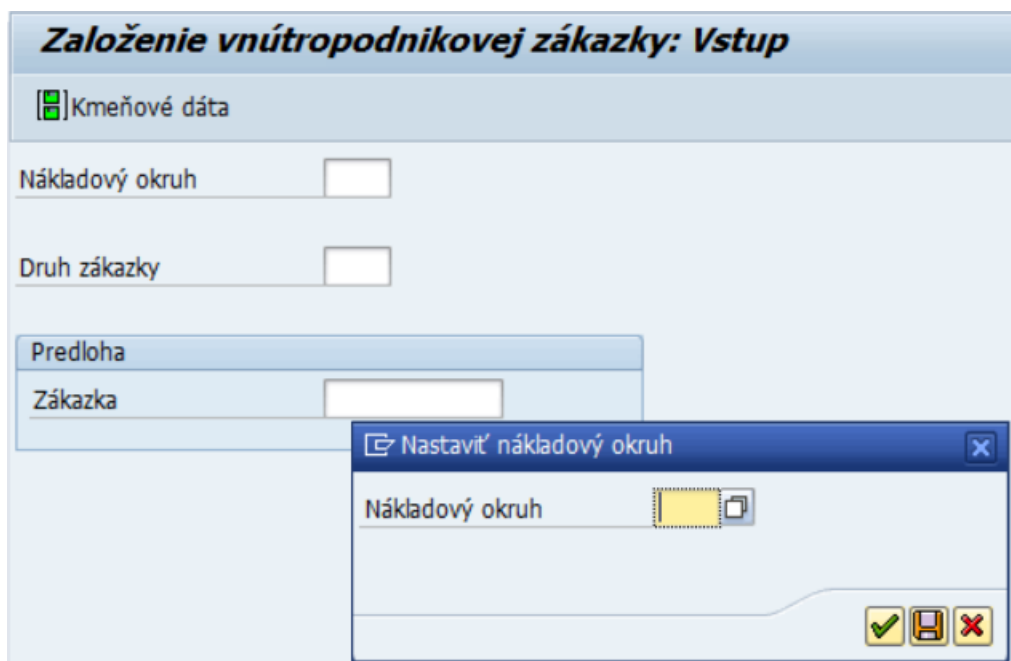 Založenie vnútropodnikovej zákazky: Vstup
Kmeňové dáta
Nákladový okruh
Druh zákazky
Predloha
Zákazka
Nastaviť nákladový okruh
Nákladový okruh